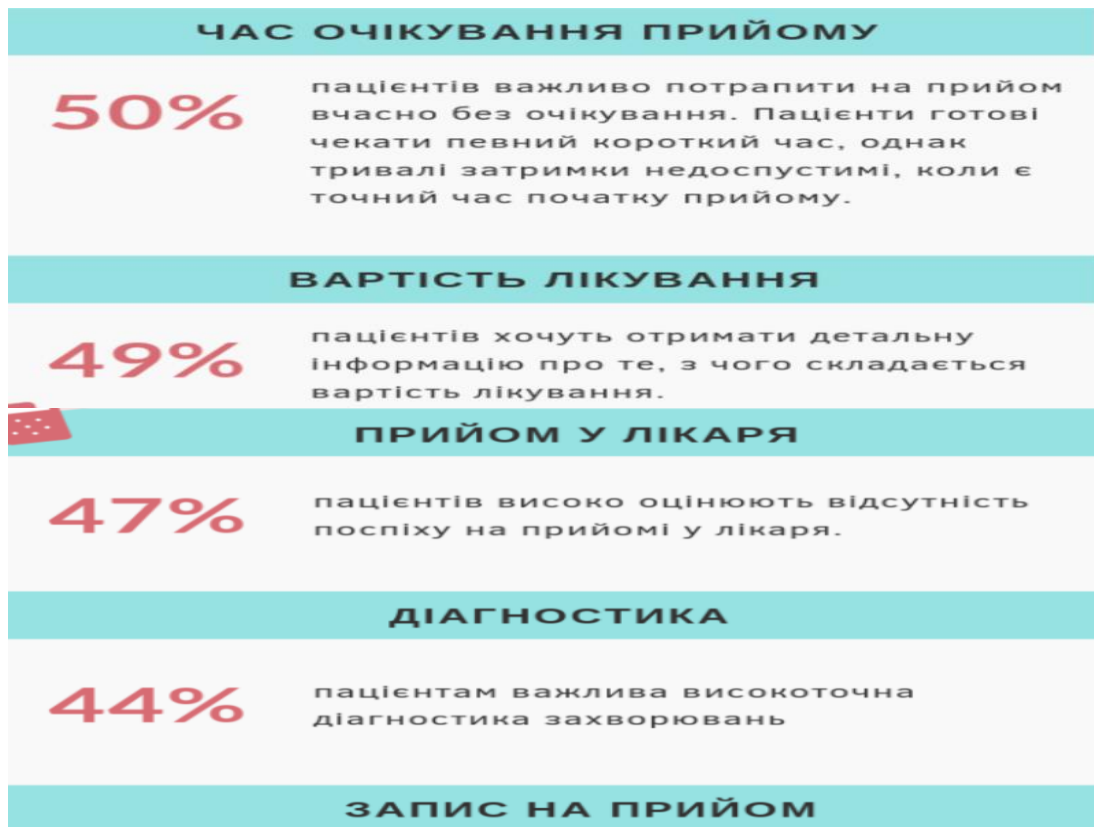 ЧАС ОЧІКУВАННЯ ПРИЙОМУ
50%
пацієнтів важливо потрапити на прийом
вчасно без очікування. Пацієнти готові
чекати певний короткий час, однак
тривалі затримки недоспустимі, коли є
точний час початку прийому.
ВАРТІСТЬ ЛІКУВАННЯ
49%
пацієнтів хочуть отримати детальну
інформацію про те, з чого складається
вартість лікування.
ПРИЙОМ У ЛІКАРЯ
47%
пацієнтів високо оцінюють відсутність
поспіху на прийомі у лікаря.
ДІАГНОСТИКА
44%
пацієнтам важлива високоточна
діагностика захворювань
ЗАПИС НА ПРИЙОМ